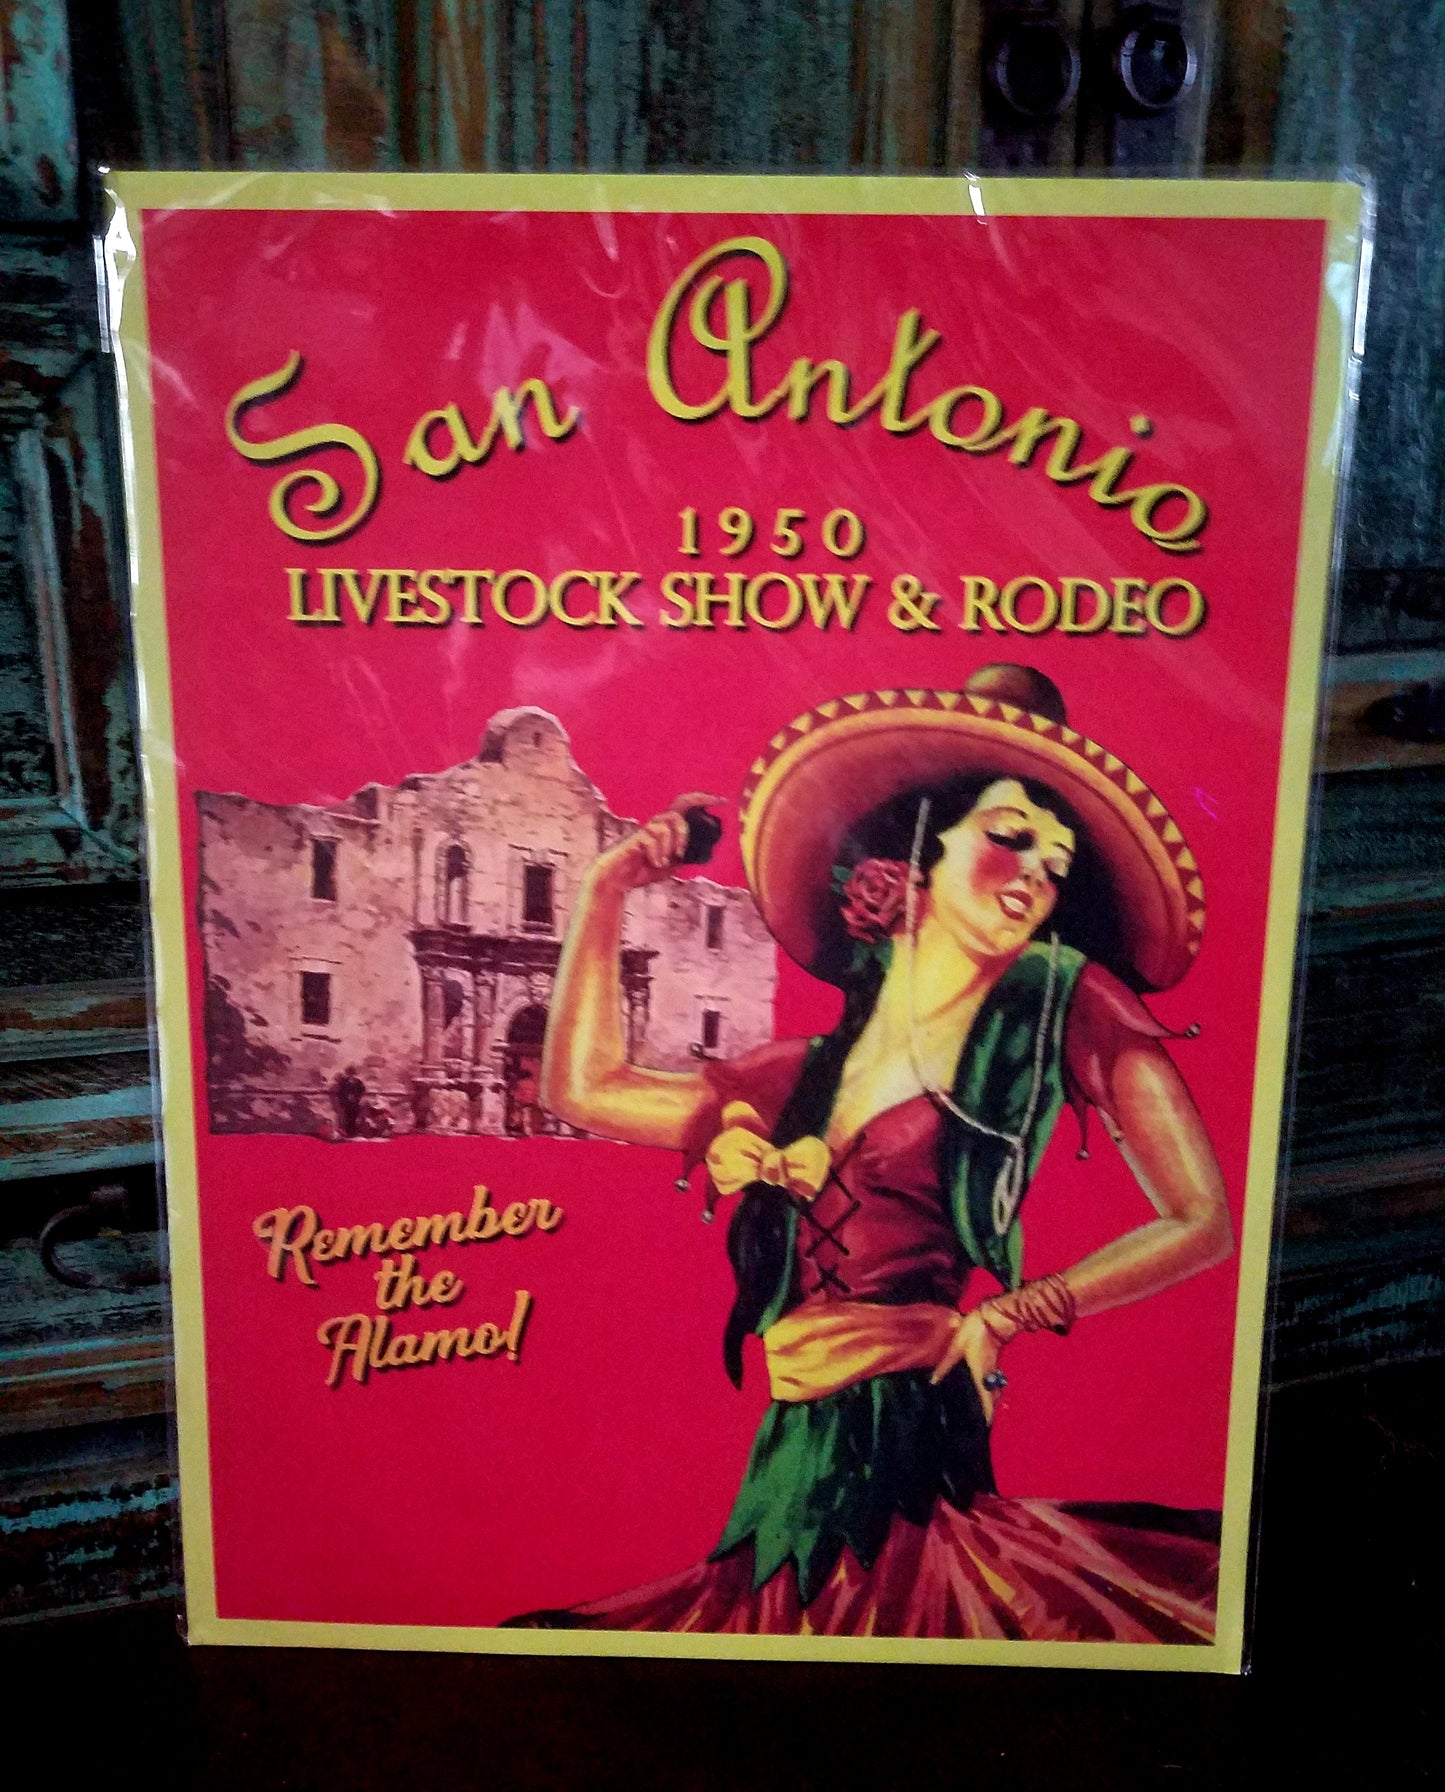 San Antonio
1950
LIVESTOCK SHOW & RODEO
Remember
the
Alamo!